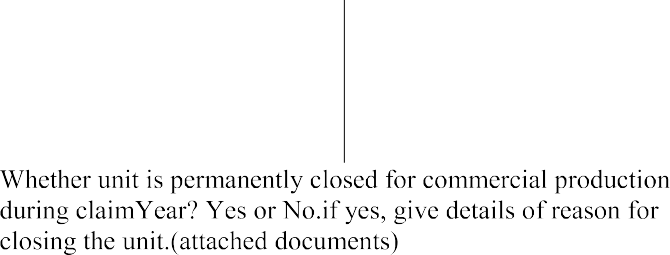 Whether unit is permanently closed for commercial production
during claimYear? Yes or No.if yes, give details of reason for
closing the unit.(attached documents)